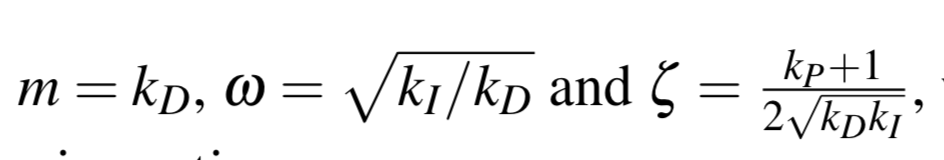 m = k_D, ω = √(k_I/k_D) and ζ = (k_P+1)/(2√(k_D k_I)),